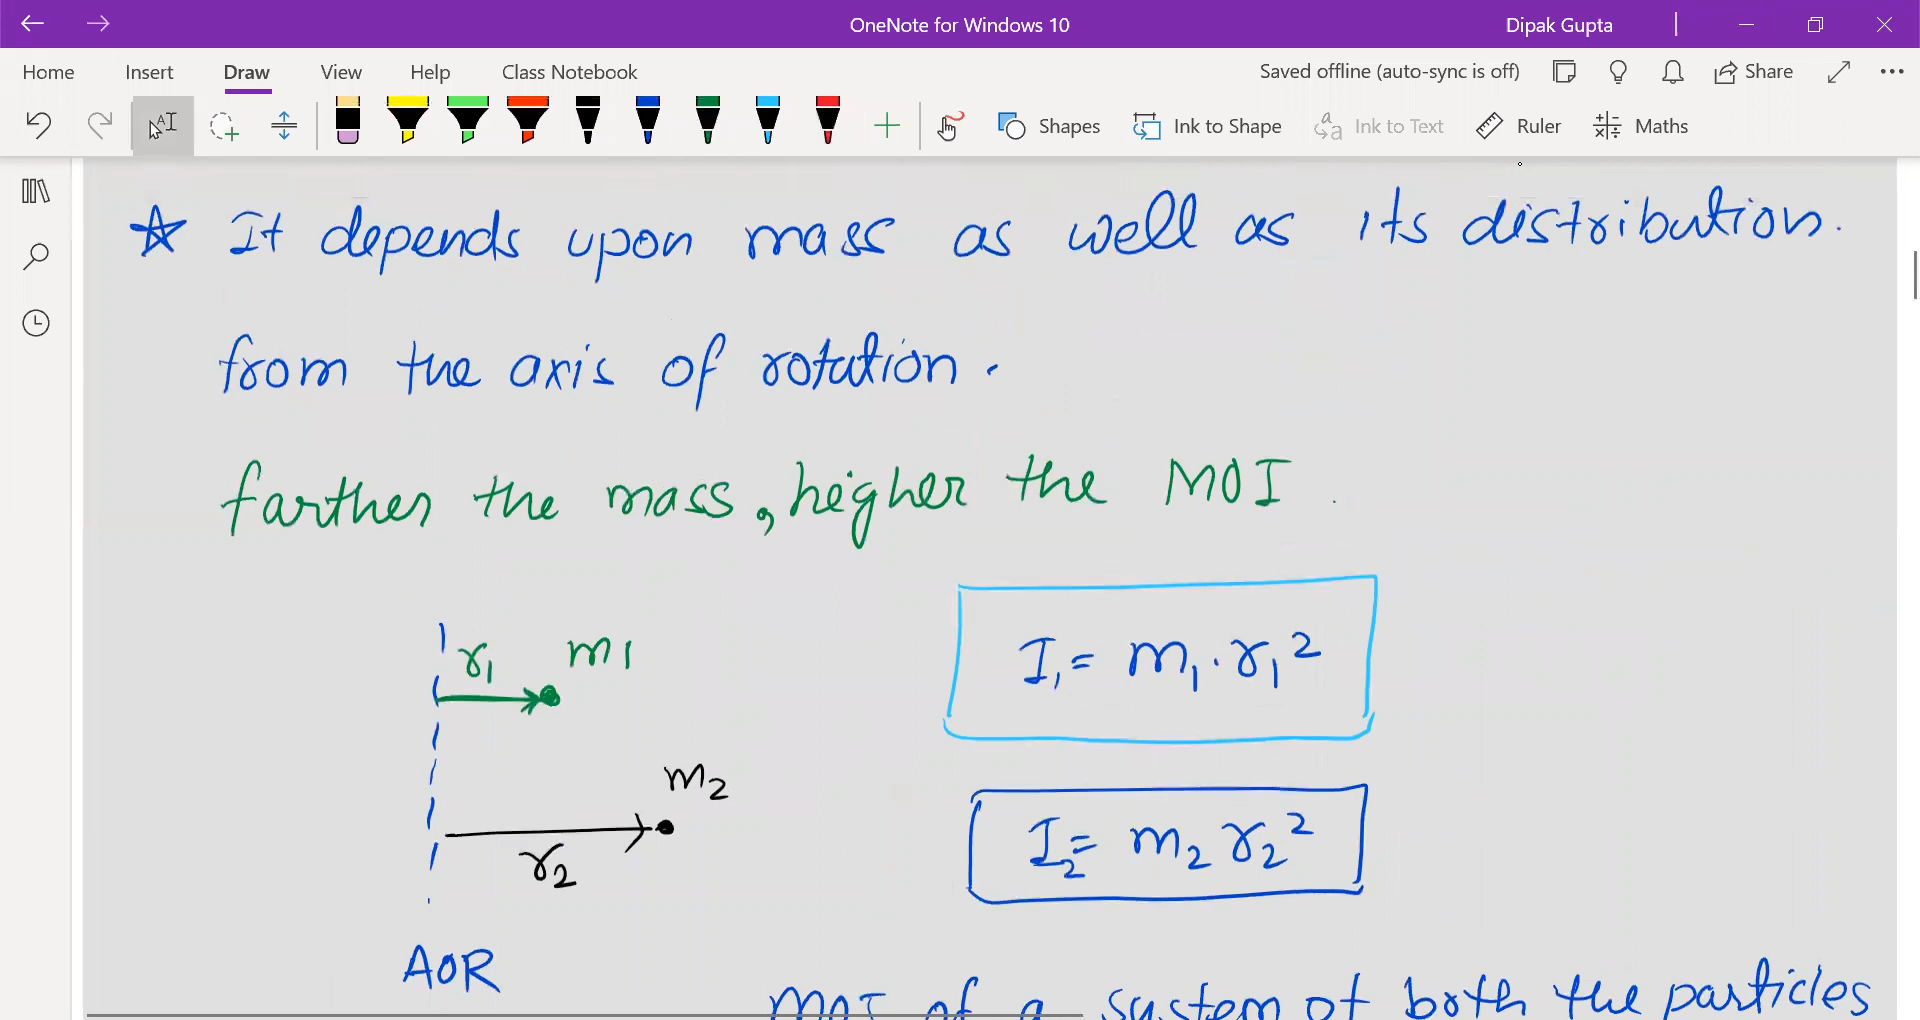 OneNote for Windows 10
Dipak Gupta
Home Insert Draw View Help Class Notebook
Saved offline (auto-sync is off) Share
Shapes Ink to Shape Ink to Text Ruler Maths
☆ It depends upon mass as well as its distribution.
from the axis of rotation.
farther the mass, higher the MOI.
r1 m1
I1 = m1 . r1²
m2
r2
I2 = m2 r2²
AOR
MOI of a system of both the particles